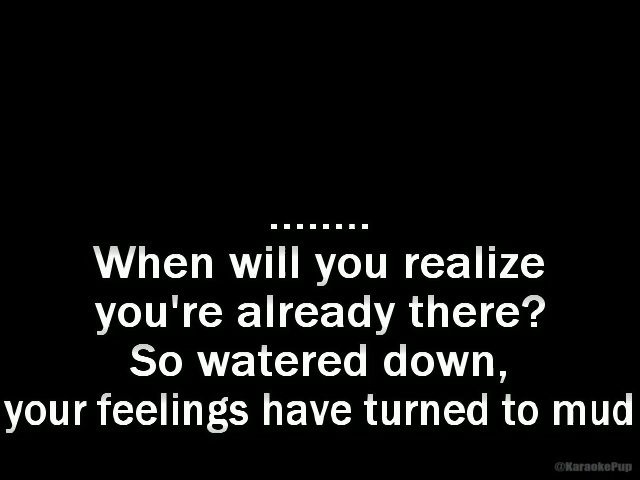 ........
When will you realize
you're already there?
So watered down,
your feelings have turned to mud
@KaraokePup